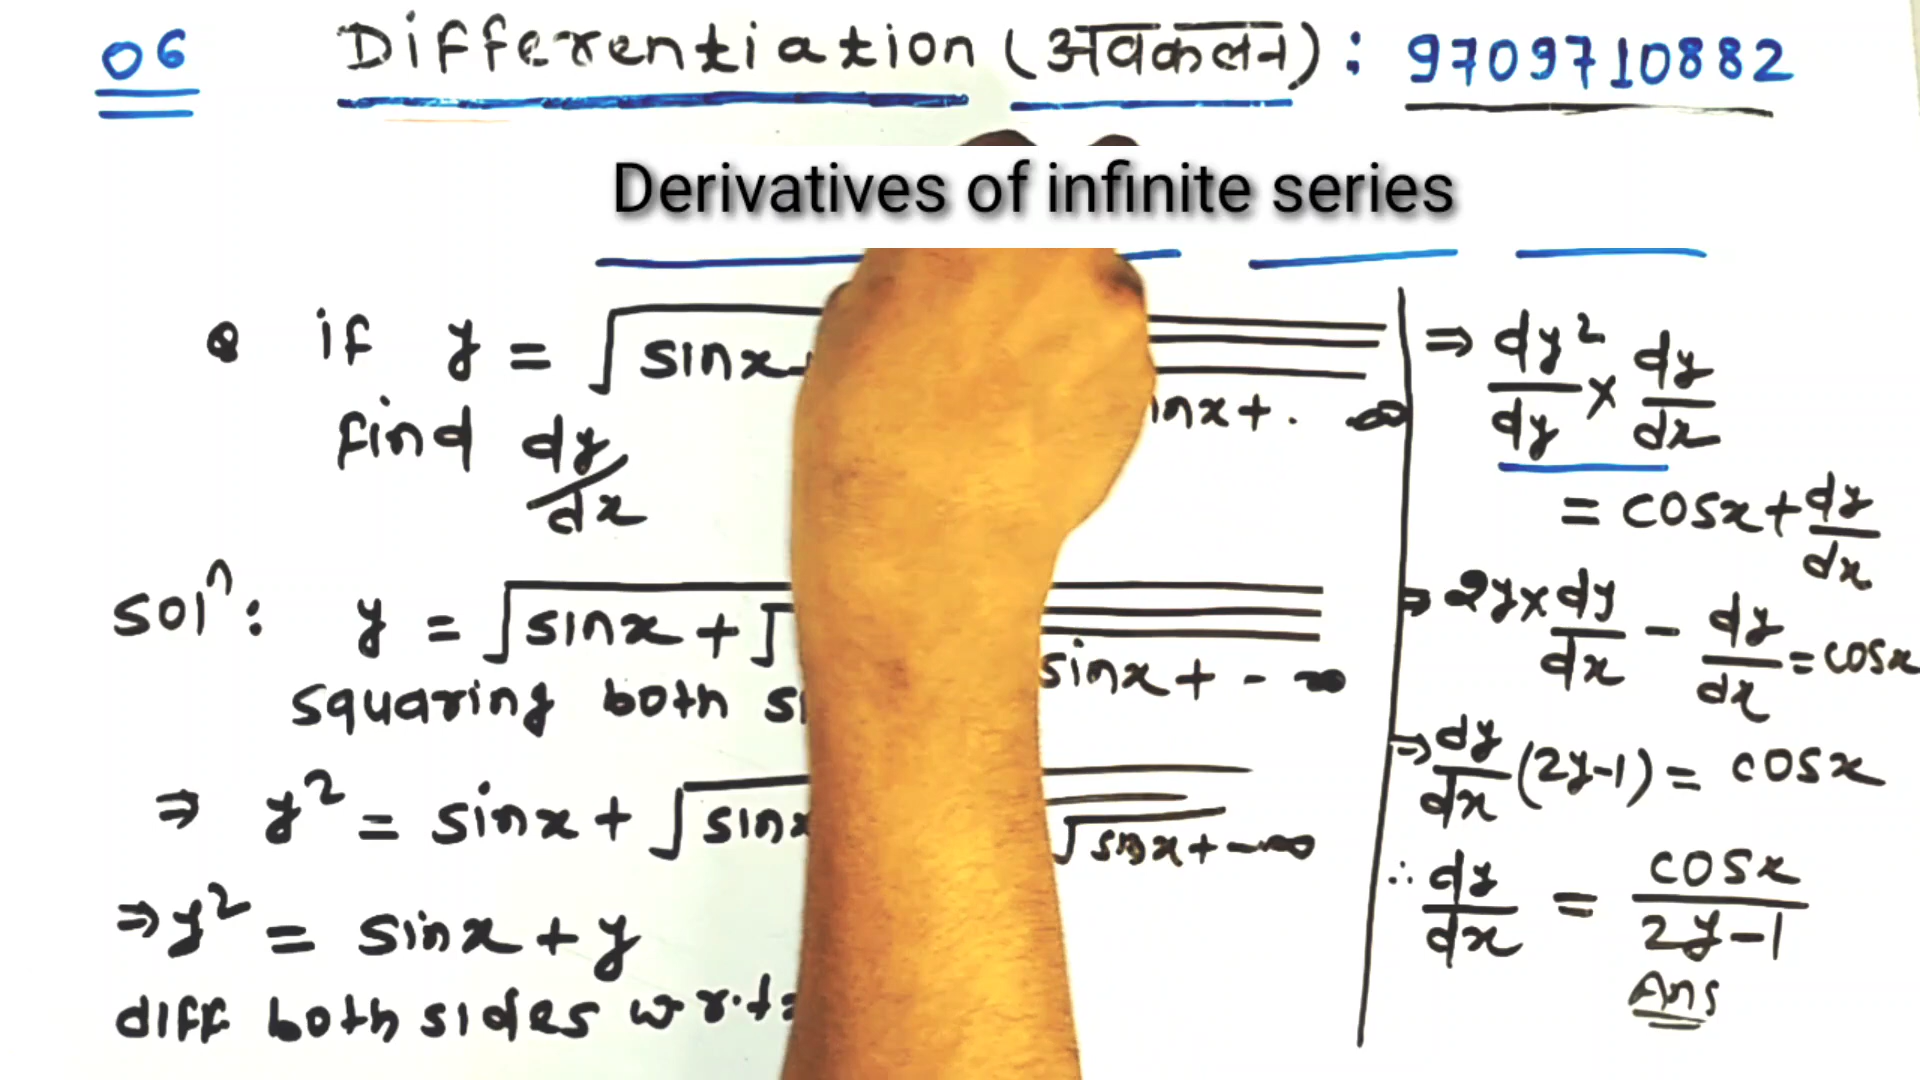 06 Differentiation (अवकलन) : 9709710882
Derivatives of infinite series
Q if y = √sinx
inx + . ∞
find dy/dx
Solⁿ: y = √sinx + √
sinx + - ∞
squaring both
⇒ y² = sinx + √sinx
√sinx + - ∞
⇒ y² = sinx + y
diff both sides w.r.t
⇒ dy²/dy × dy/dx
= cosx + dy/dx
⇒ 2y × dy/dx - dy/dx = cosx
⇒ dy/dx (2y-1) = cosx
∴ dy/dx = cosx/2y-1
Ans